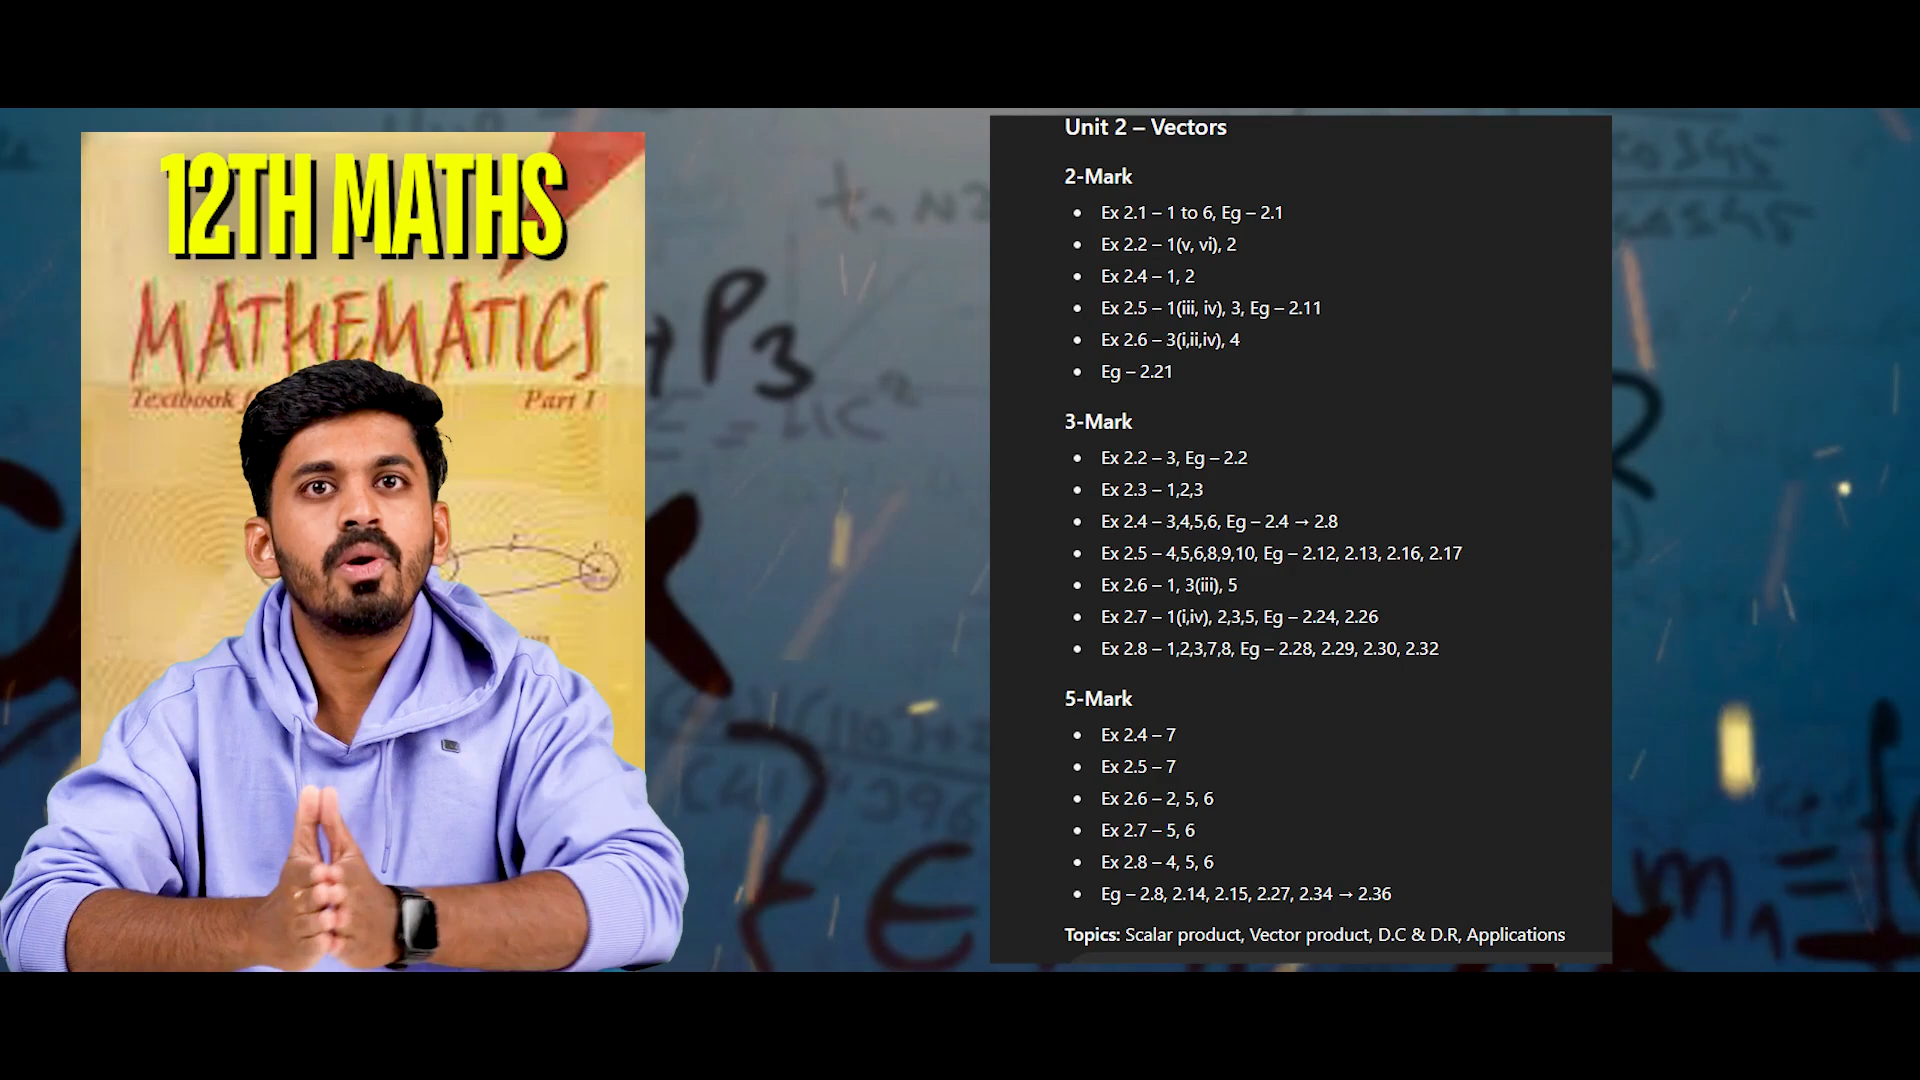 12TH MATHS
MATHEMATICS
Textbook f
Part I
Unit 2 – Vectors
2-Mark
• Ex 2.1 – 1 to 6, Eg – 2.1
• Ex 2.2 – 1(v, vi), 2
• Ex 2.4 – 1, 2
• Ex 2.5 – 1(iii, iv), 3, Eg – 2.11
• Ex 2.6 – 3(i,ii,iv), 4
• Eg – 2.21
3-Mark
• Ex 2.2 – 3, Eg – 2.2
• Ex 2.3 – 1,2,3
• Ex 2.4 – 3,4,5,6, Eg – 2.4 → 2.8
• Ex 2.5 – 4,5,6,8,9,10, Eg – 2.12, 2.13, 2.16, 2.17
• Ex 2.6 – 1, 3(iii), 5
• Ex 2.7 – 1(i,iv), 2,3,5, Eg – 2.24, 2.26
• Ex 2.8 – 1,2,3,7,8, Eg – 2.28, 2.29, 2.30, 2.32
5-Mark
• Ex 2.4 – 7
• Ex 2.5 – 7
• Ex 2.6 – 2, 5, 6
• Ex 2.7 – 5, 6
• Ex 2.8 – 4, 5, 6
• Eg – 2.8, 2.14, 2.15, 2.27, 2.34 → 2.36
Topics: Scalar product, Vector product, D.C & D.R, Applications